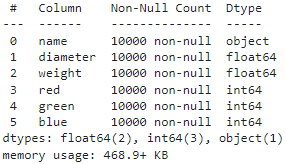 #   Column    Non-Null Count  Dtype
---  ------    --------------  -----
0   name      10000 non-null  object
1   diameter  10000 non-null  float64
2   weight    10000 non-null  float64
3   red       10000 non-null  int64
4   green     10000 non-null  int64
5   blue      10000 non-null  int64
dtypes: float64(2), int64(3), object(1)
memory usage: 468.9+ KB